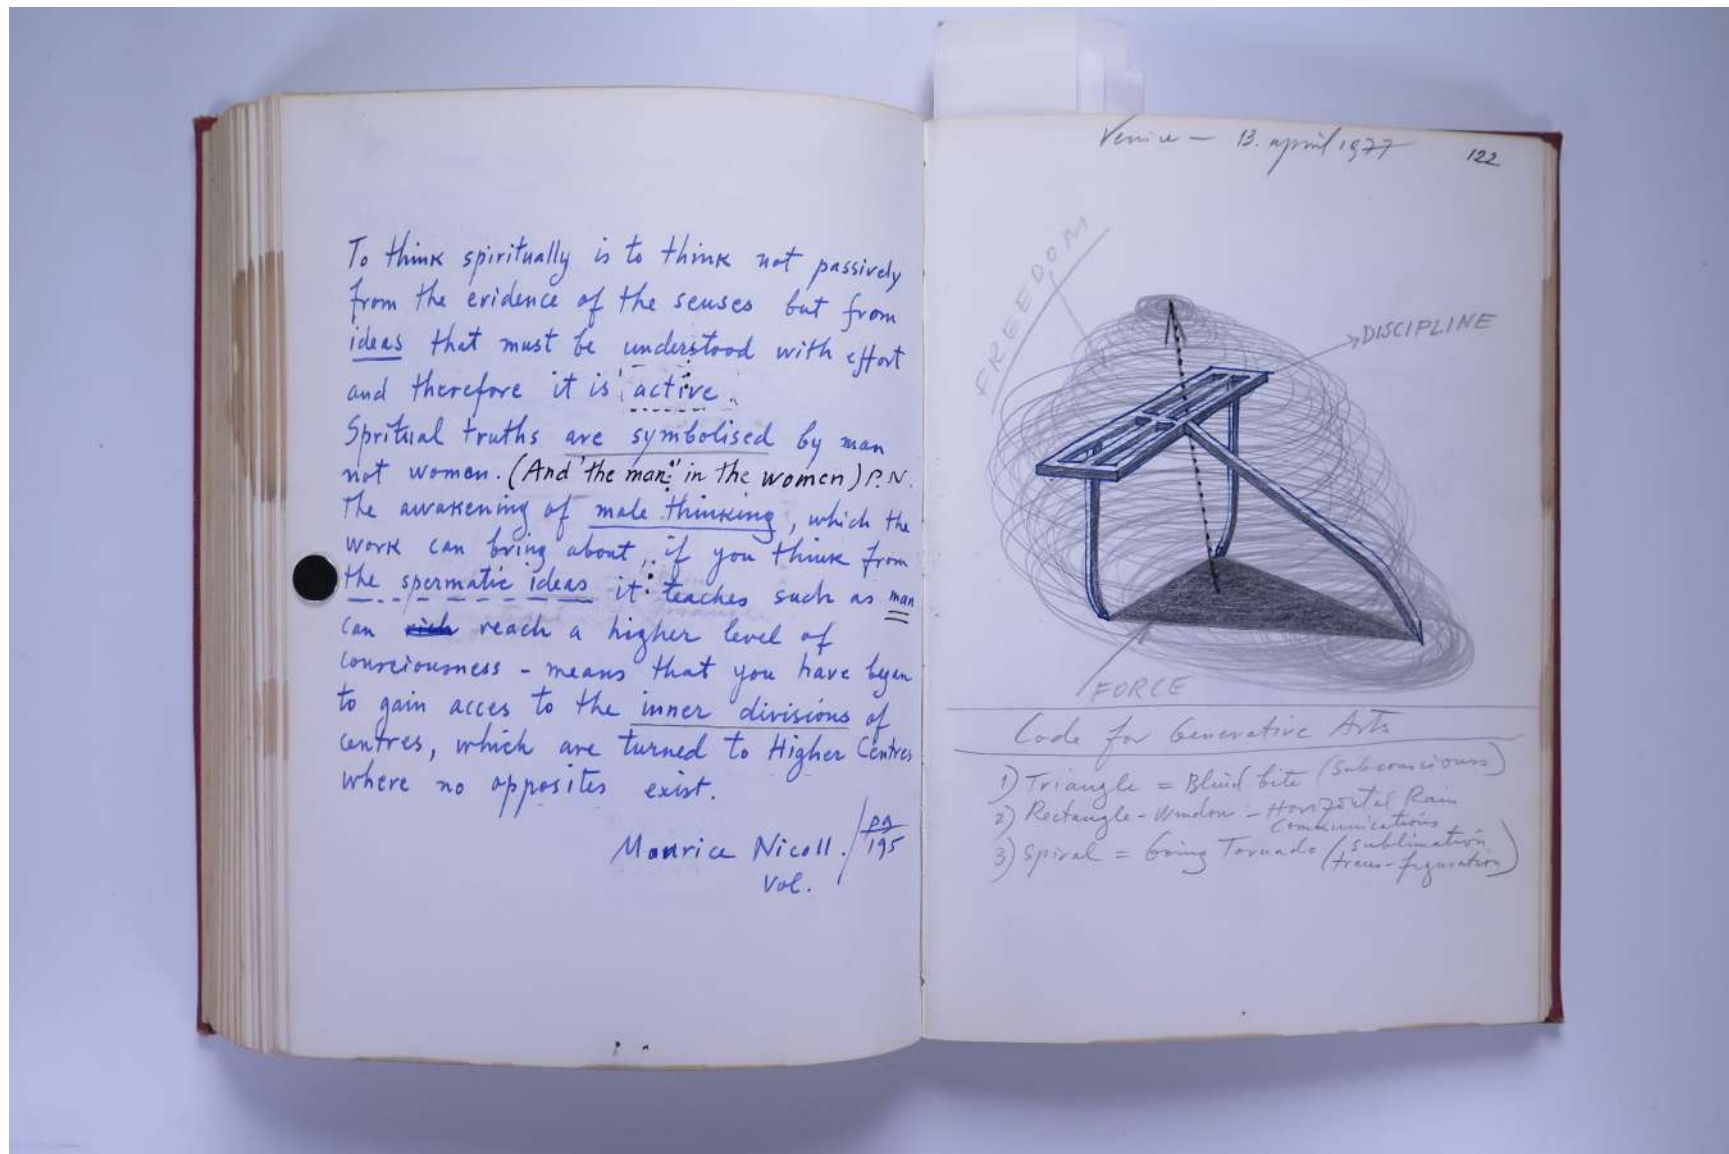 To think spiritually is to think not passively
from the evidence of the senses but from
ideas that must be understood with effort
and therefore it is active.
Spritual truths are symbolised by man
not women. (And "the man" in the women) P.N.
The awakening of male thinking, which the
work can bring about, if you think from
the spermatic ideas it teaches such as man
can rich reach a higher level of
consciousness - means that you have began
to gain acces to the inner divisions of
centres, which are turned to Higher Centres
where no opposites exist.
Maurice Nicoll. / pg
195
Vol.
Venice - 13. april 1977
122
FREEDOM
DISCIPLINE
FORCE
Code for Generative Arts
1) Triangle = Blind bite (Subconsciouss)
2) Rectangle - Window - Horizontal Rain
Communications
3) Spiral = Going Tornado (sublimation
trans-figuration)